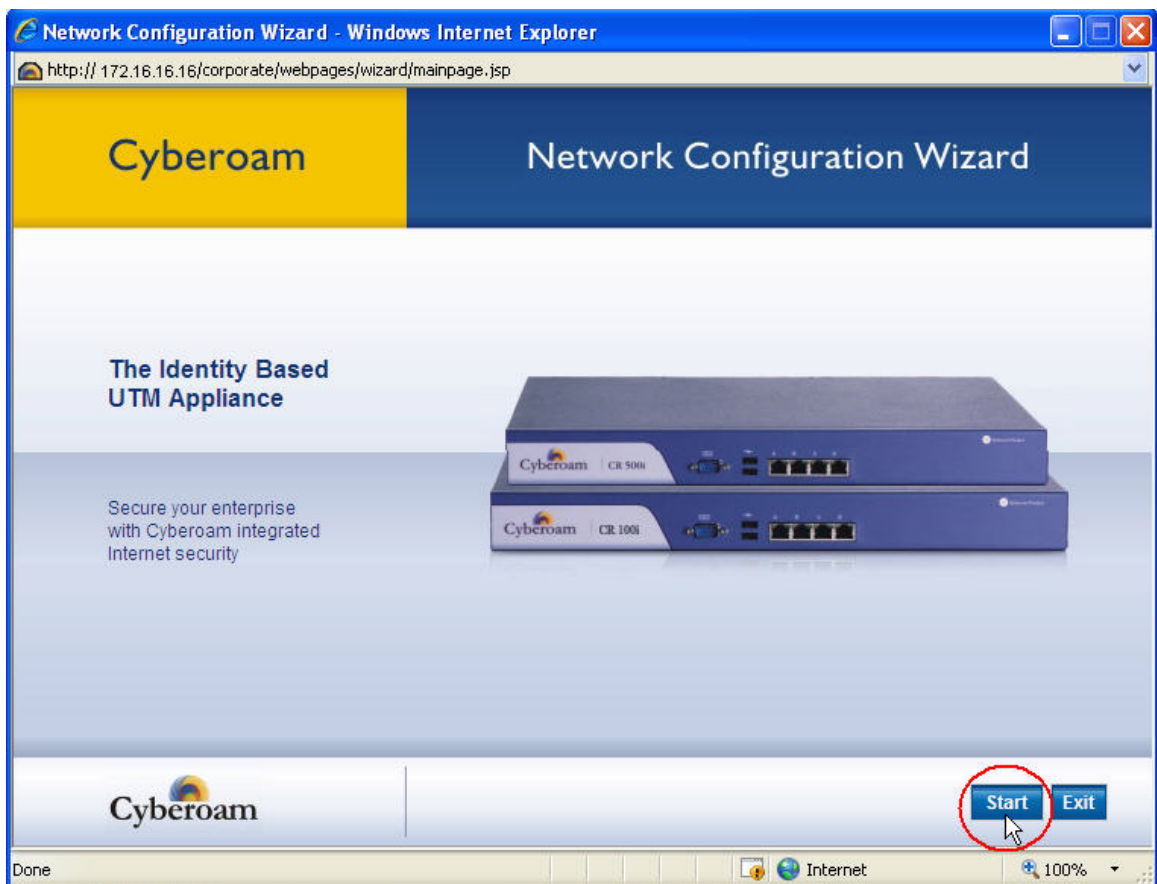 Network Configuration Wizard - Windows Internet Explorer
http:// 172.16.16.16/corporate/webpages/wizard/mainpage.jsp
Cyberoam
Network Configuration Wizard
The Identity Based
UTM Appliance
Cyberoam CR 500i
Secure your enterprise
with Cyberoam integrated
Internet security
Cyberoam CR 100i
Cyberoam
Start
Exit
Done
Internet
100%